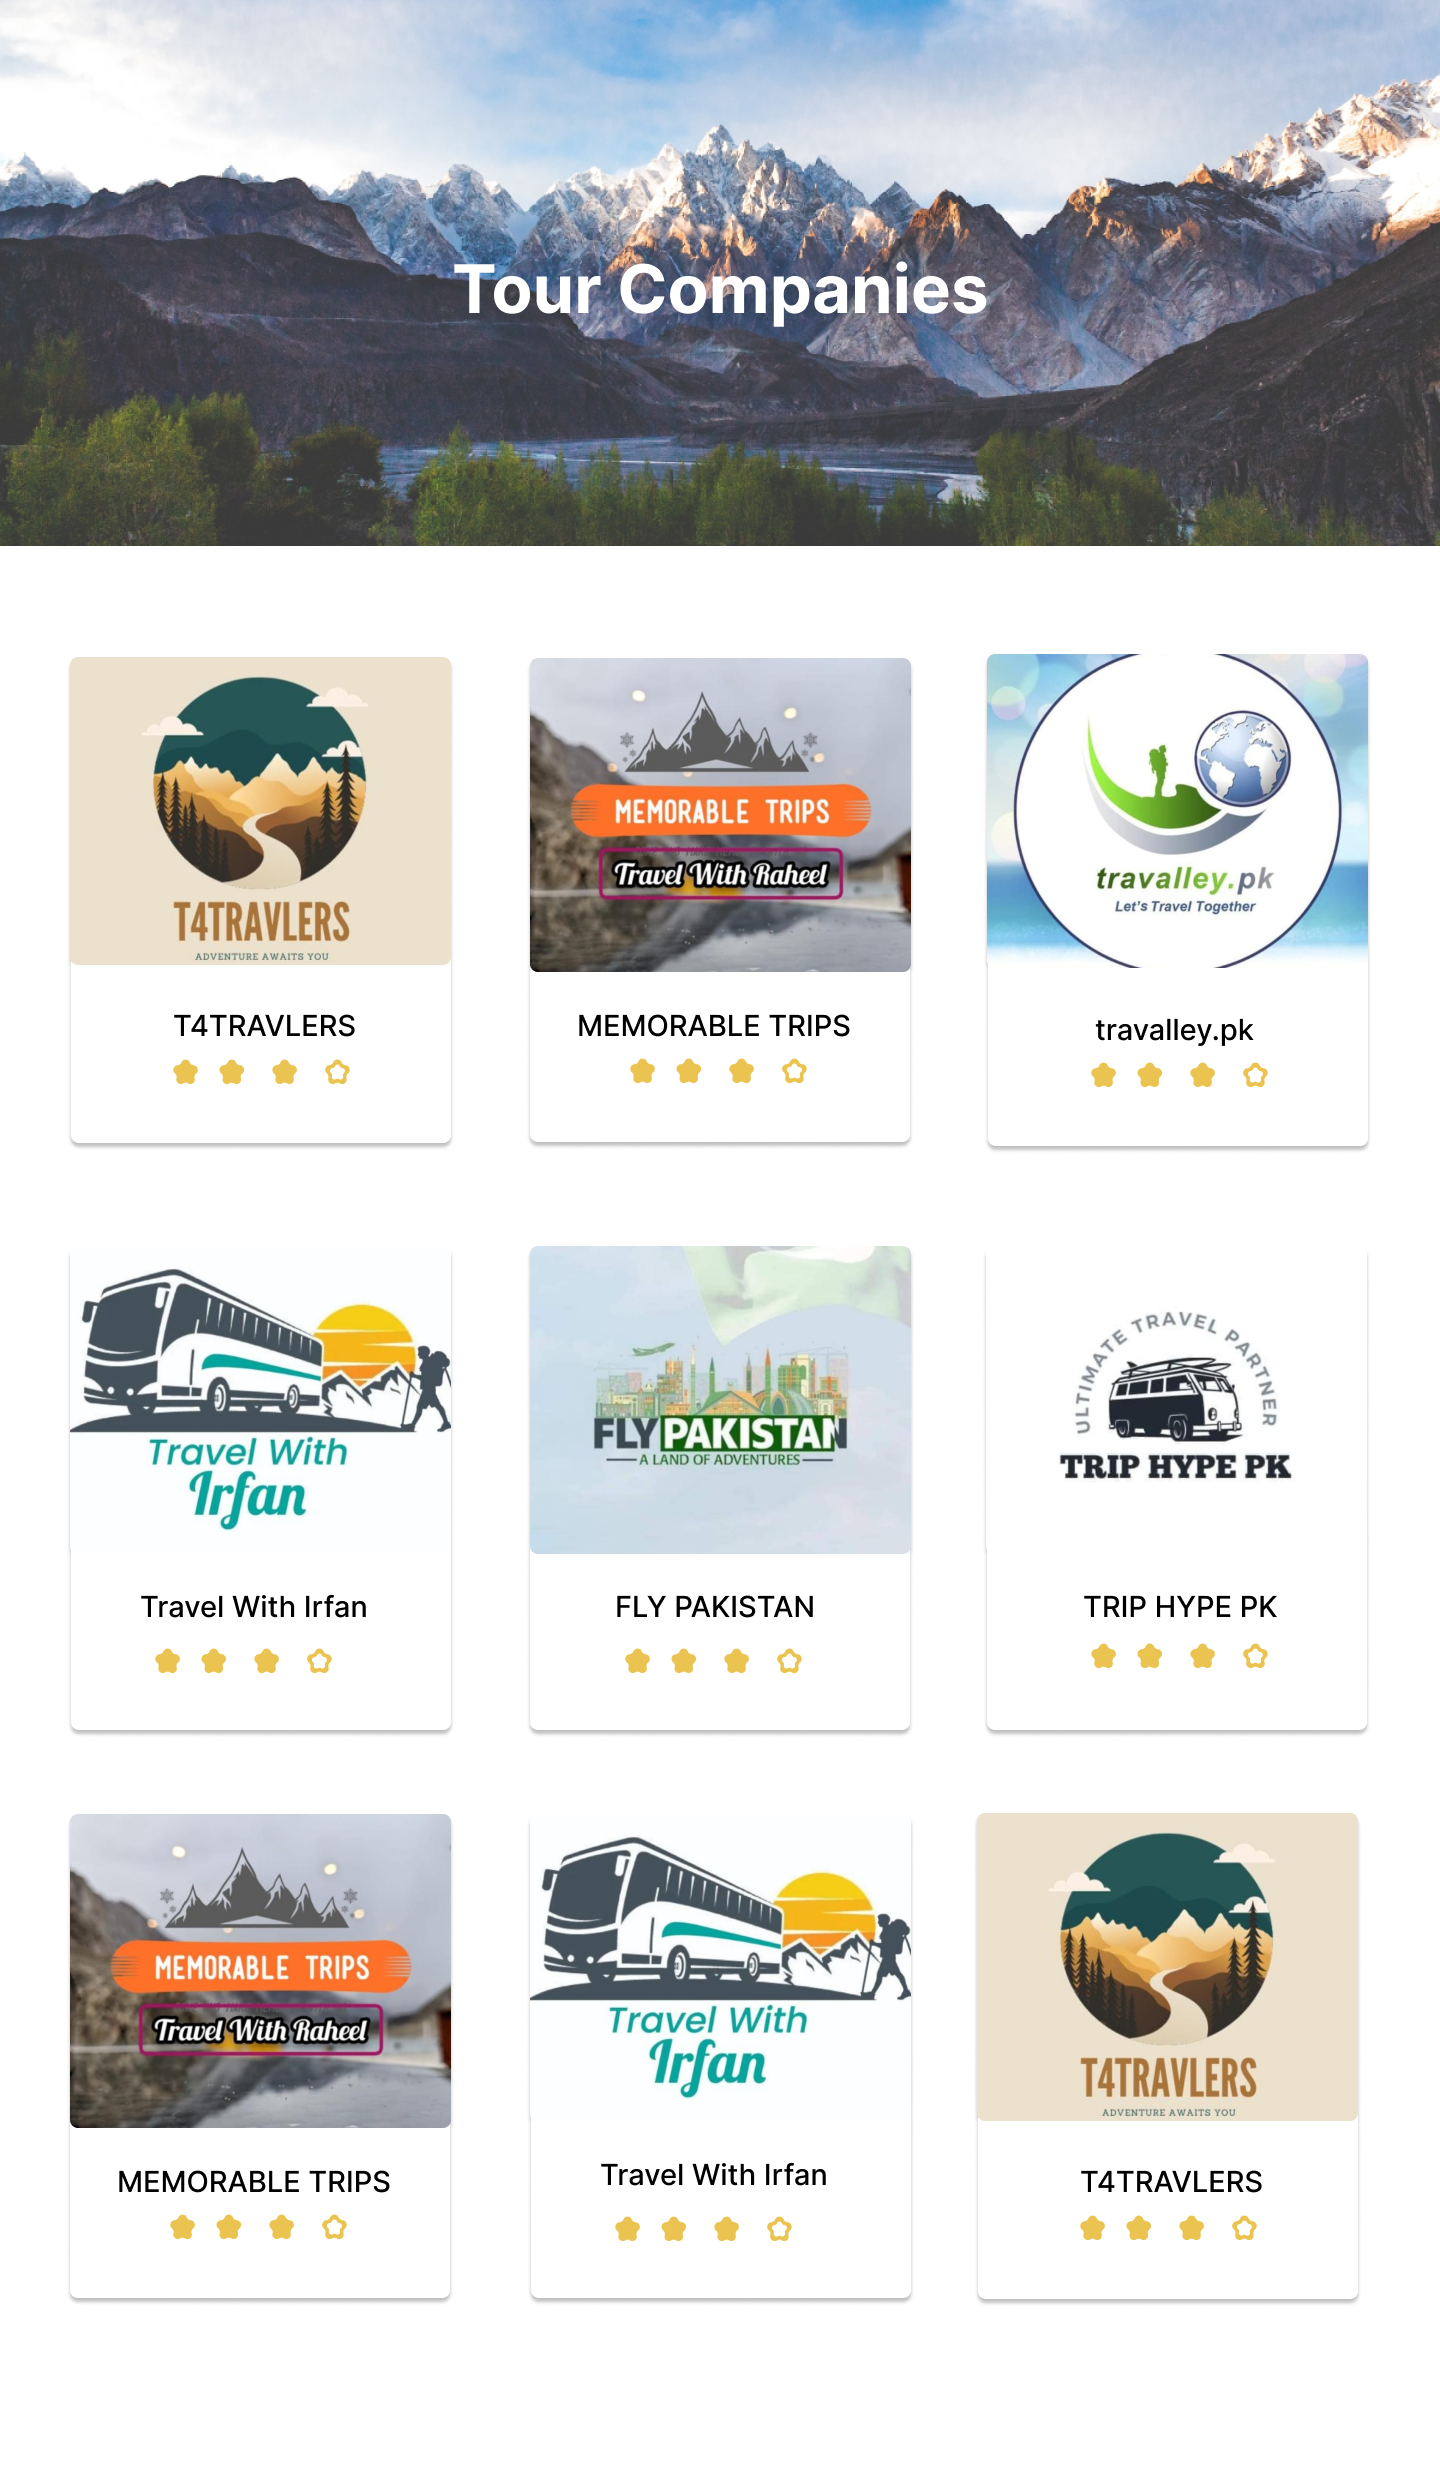 Tour Companies
T4TRAVLERS
ADVENTURE AWAITS YOU
MEMORABLE TRIPS
Travel With Raheel
travalley.pk
Let's Travel Together
T4TRAVLERS
MEMORABLE TRIPS
travalley.pk
Travel With
Irfan
FLY PAKISTAN
A LAND OF ADVENTURES
ULTIMATE TRAVEL PARTNER
TRIP HYPE PK
Travel With Irfan
FLY PAKISTAN
TRIP HYPE PK
MEMORABLE TRIPS
Travel With Raheel
Travel With
Irfan
T4TRAVLERS
ADVENTURE AWAITS YOU
MEMORABLE TRIPS
Travel With Irfan
T4TRAVLERS